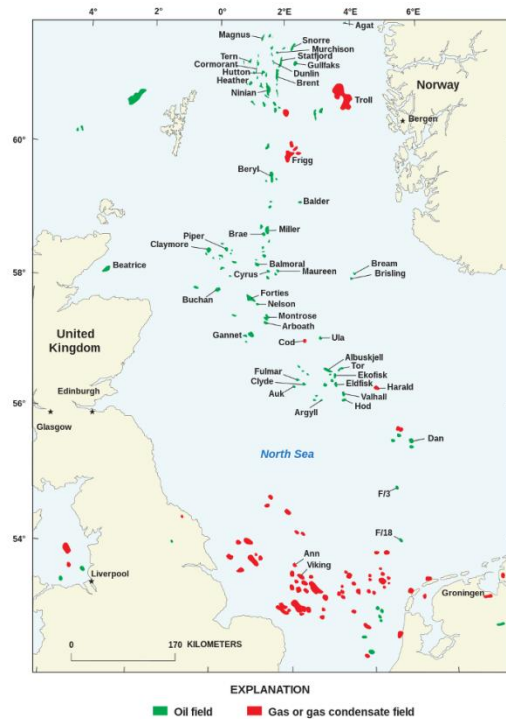 4° 2° 0° 2° 4° 6°
Agat
Magnus
Snorre
Murchison
Tern
Statfjord
Cormorant
Gullfaks
Hutton
Dunlin
Heather
Brent
Ninian
Norway
Troll
Bergen
60°
Frigg
Beryl
Balder
Piper
Brae
Miller
Claymore
Beatrice
Balmoral
Bream
58°
Cyrus
Maureen
Brisling
Buchan
Forties
Nelson
United
Kingdom
Montrose
Arboath
Gannet
Cod
Ula
Albuskjell
Fulmar
Tor
Ekofisk
Clyde
Eldfisk
Harald
Edinburgh
Auk
Valhall
56°
Argyll
Hod
Glasgow
Dan
North Sea
F/3
54°
F/18
Ann
Viking
Liverpool
Groningen
0 170 KILOMETERS
EXPLANATION
Oil field Gas or gas condensate field